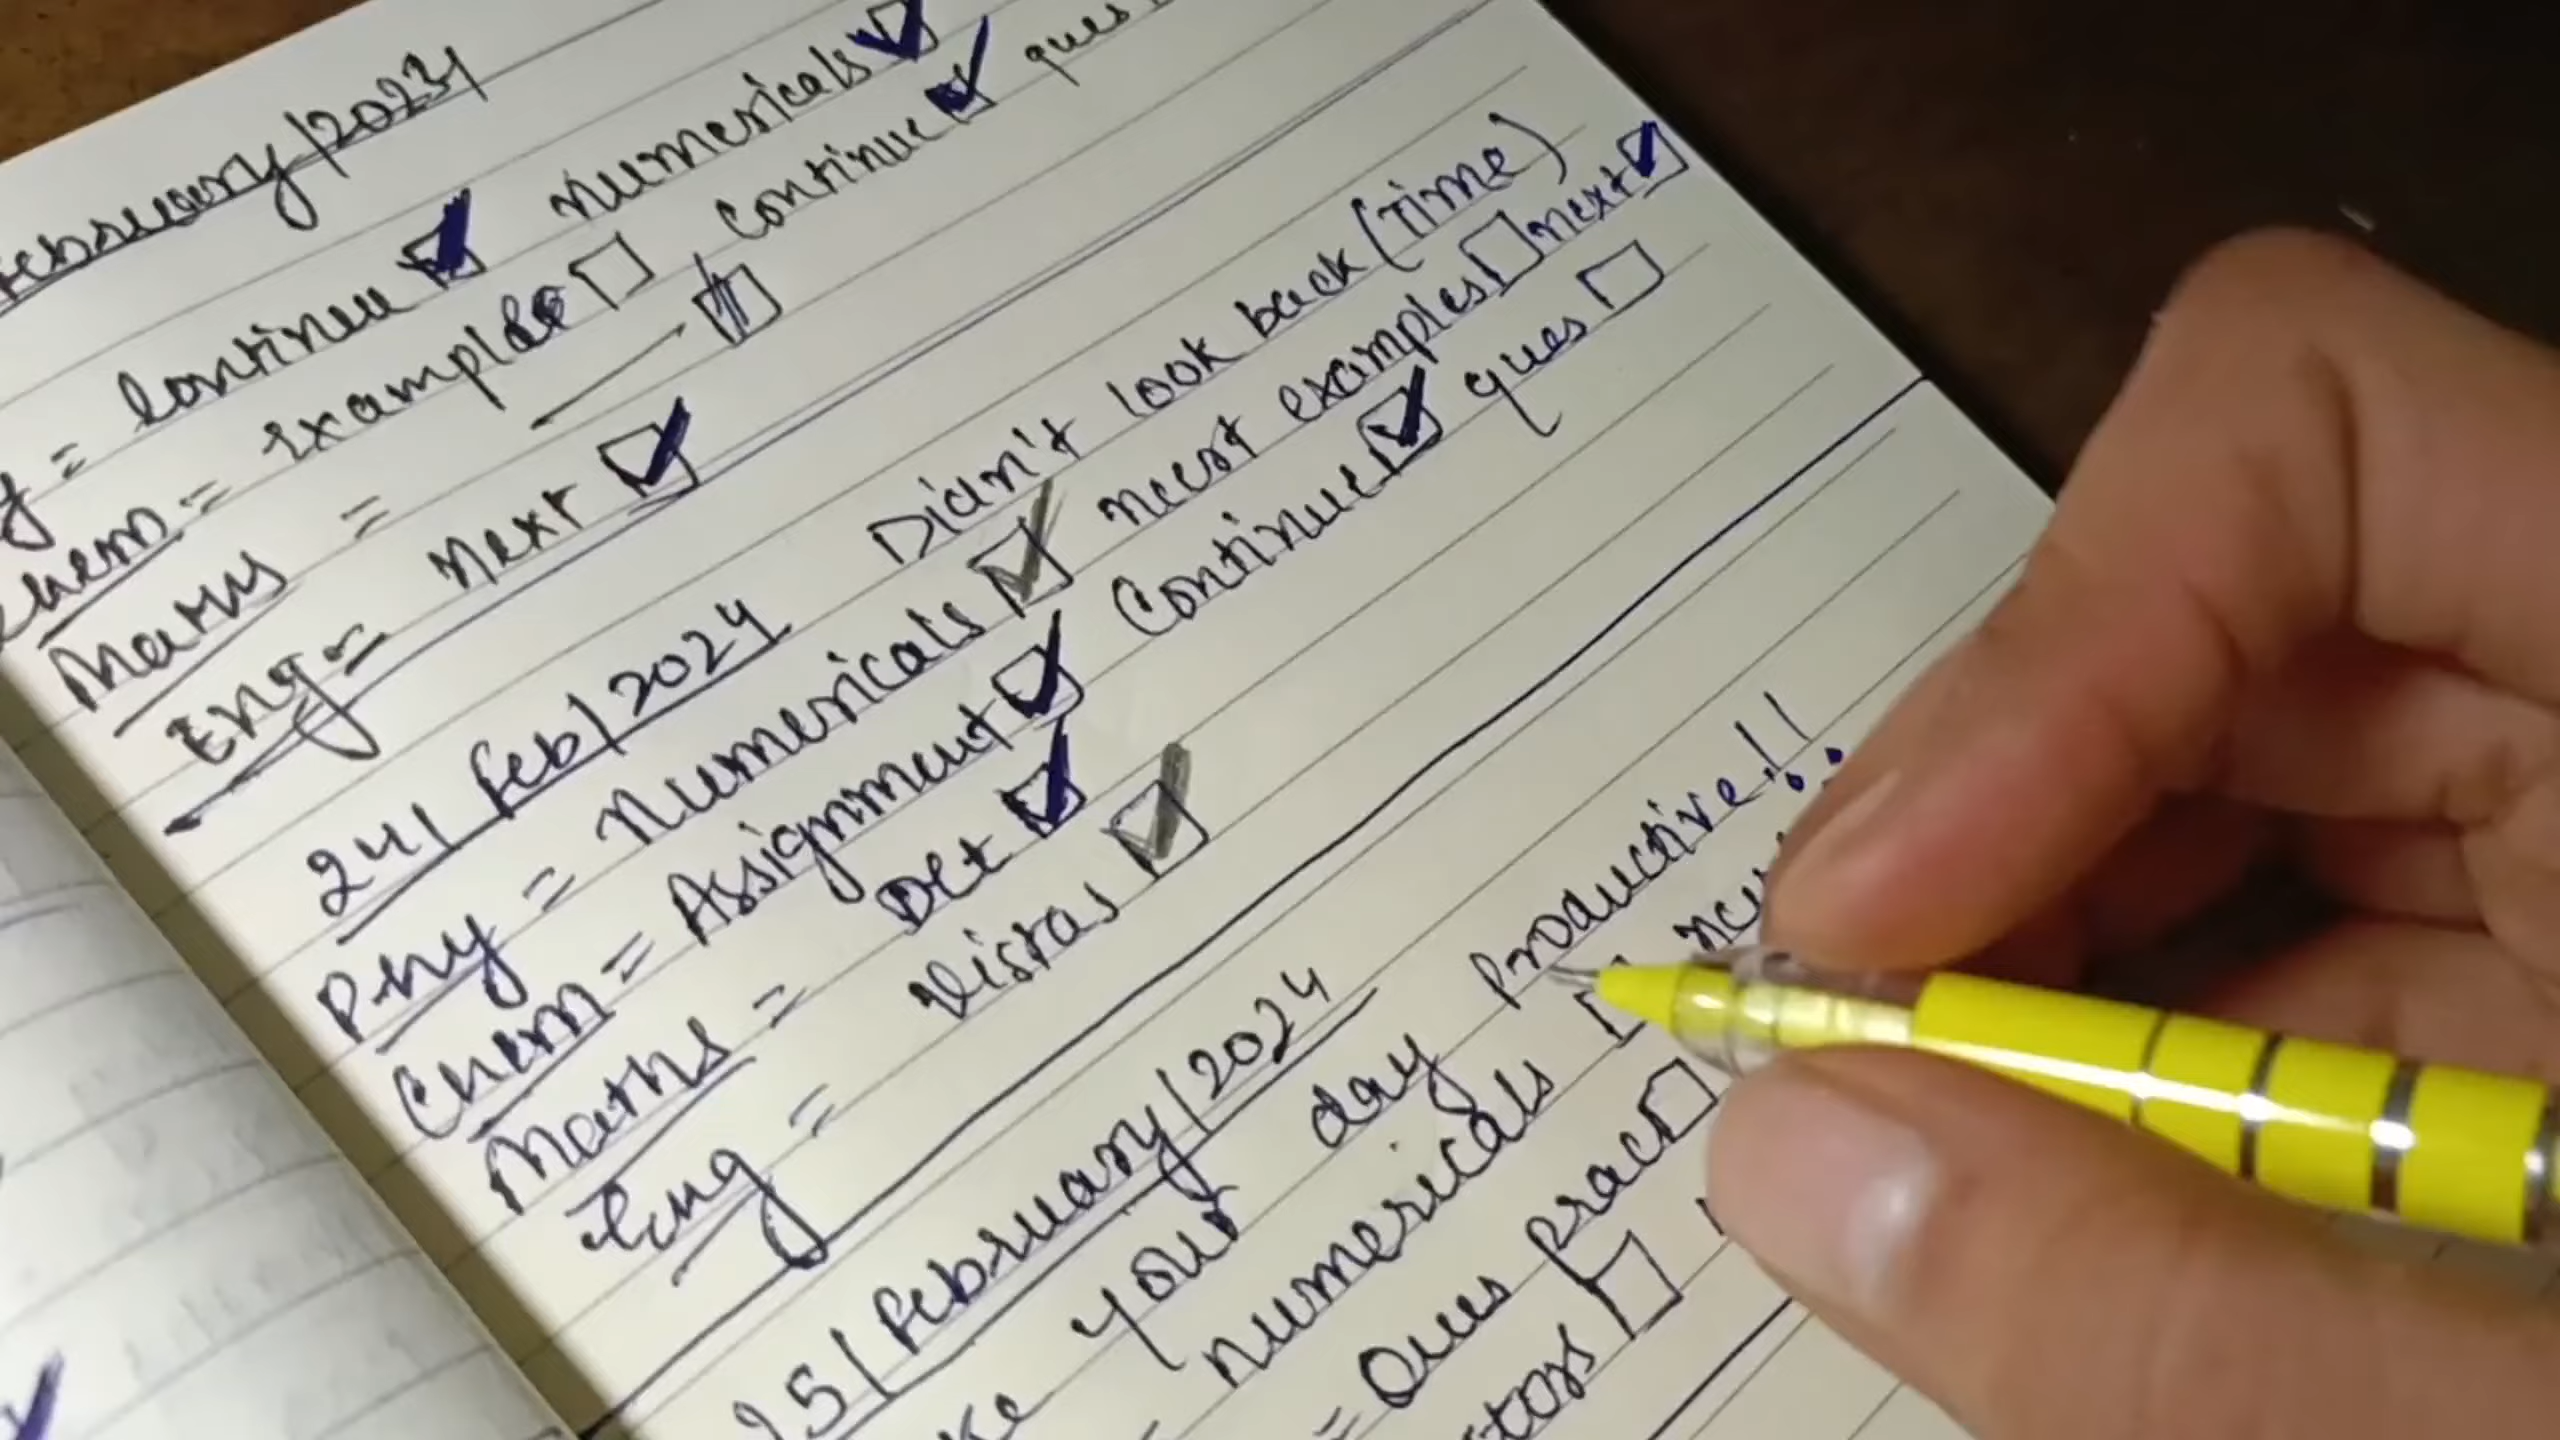 February/2023
y = Continue numericals
Chem = examples continue ques
Maths =
Eng = next
24/ Feb/2024 Didn't look back (Time)
Phy = Numericals next examples next
Chem = Assignment Continue ques
Maths = Det
Eng = Vistas
25/ February/2024
your day Productive!!
numericals
= Ques pract